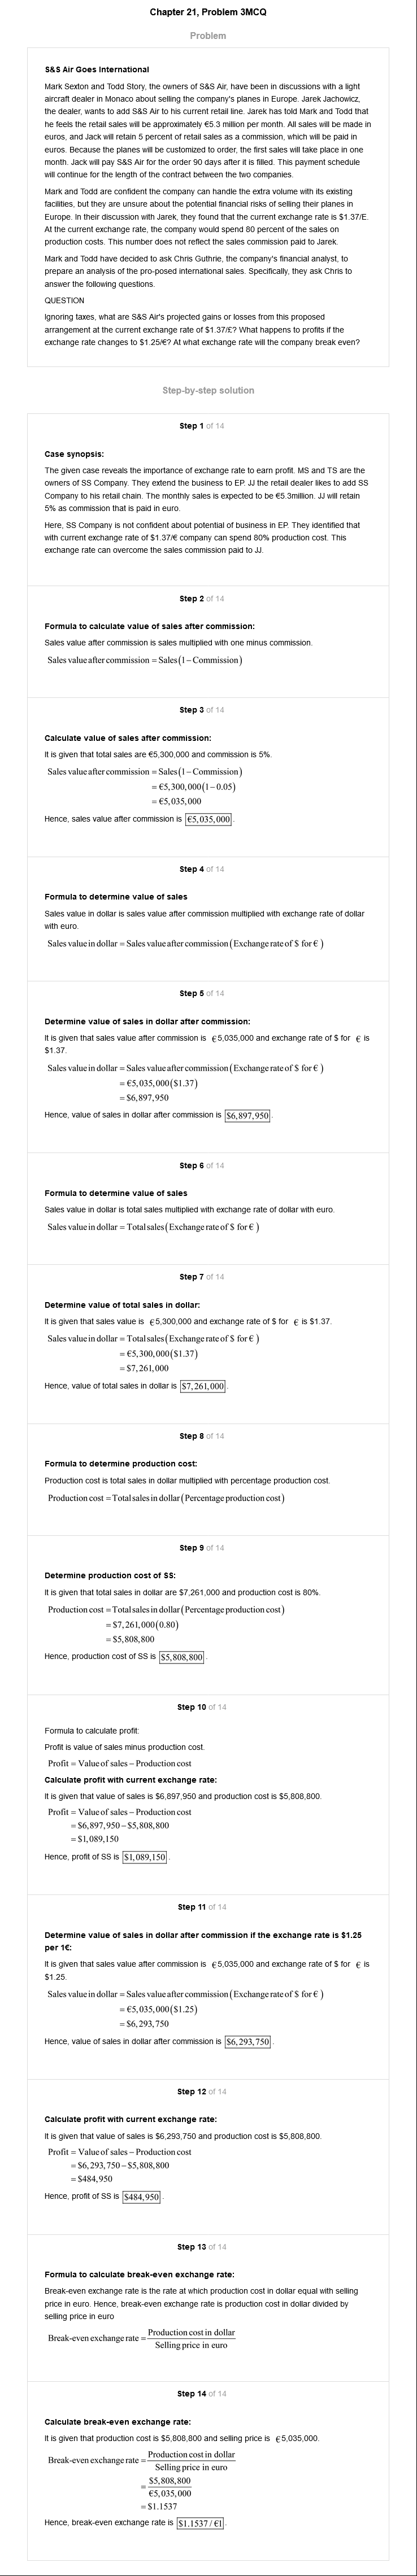 Chapter 21, Problem 3MCQ
Problem
S&S Air Goes International
Mark Sexton and Todd Story, the owners of S&S Air, have been in discussions with a light
aircraft dealer in Monaco about selling the company's planes in Europe. Jarek Jachowicz,
the dealer, wants to add S&S Air to his current retail line. Jarek has told Mark and Todd that
he feels the retail sales will be approximately €5.3 million per month. All sales will be made in
euros, and Jack will retain 5 percent of retail sales as a commission, which will be paid in
euros. Because the planes will be customized to order, the first sales will take place in one
month. Jack will pay S&S Air for the order 90 days after it is filled. This payment schedule
will continue for the length of the contract between the two companies.
Mark and Todd are confident the company can handle the extra volume with its existing
facilities, but they are unsure about the potential financial risks of selling their planes in
Europe. In their discussion with Jarek, they found that the current exchange rate is $1.37/E.
At the current exchange rate, the company would spend 80 percent of the sales on
production costs. This number does not reflect the sales commission paid to Jarek.
Mark and Todd have decided to ask Chris Guthrie, the company's financial analyst, to
prepare an analysis of the pro-posed international sales. Specifically, they ask Chris to
answer the following questions.
QUESTION
Ignoring taxes, what are S&S Air's projected gains or losses from this proposed
arrangement at the current exchange rate of $1.37/£? What happens to profits if the
exchange rate changes to $1.25/€? At what exchange rate will the company break even?
Step-by-step solution
Step 1 of 14
Case synopsis:
The given case reveals the importance of exchange rate to earn profit. MS and TS are the
owners of SS Company. They extend the business to EP. JJ the retail dealer likes to add SS
Company to his retail chain. The monthly sales is expected to be €5.3million. JJ will retain
5% as commission that is paid in euro.
Here, SS Company is not confident about potential of business in EP. They identified that
with current exchange rate of $1.37/€ company can spend 80% production cost. This
exchange rate can overcome the sales commission paid to JJ.
Step 2 of 14
Formula to calculate value of sales after commission:
Sales value after commission is sales multiplied with one minus commission.
Sales value after commission = Sales(1 − Commission)
Step 3 of 14
Calculate value of sales after commission:
It is given that total sales are €5,300,000 and commission is 5%.
Sales value after commission = Sales(1 − Commission)
= €5,300,000(1 − 0.05)
= €5,035,000
Hence, sales value after commission is €5,035,000.
Step 4 of 14
Formula to determine value of sales
Sales value in dollar is sales value after commission multiplied with exchange rate of dollar
with euro.
Sales value in dollar = Sales value after commission(Exchange rate of $ for €)
Step 5 of 14
Determine value of sales in dollar after commission:
It is given that sales value after commission is €5,035,000 and exchange rate of $ for € is
$1.37.
Sales value in dollar = Sales value after commission(Exchange rate of $ for €)
= €5,035,000($1.37)
= $6,897,950
Hence, value of sales in dollar after commission is $6,897,950.
Step 6 of 14
Formula to determine value of sales
Sales value in dollar is total sales multiplied with exchange rate of dollar with euro.
Sales value in dollar = Total sales(Exchange rate of $ for €)
Step 7 of 14
Determine value of total sales in dollar:
It is given that sales value is €5,300,000 and exchange rate of $ for € is $1.37.
Sales value in dollar = Total sales(Exchange rate of $ for €)
= €5,300,000($1.37)
= $7,261,000
Hence, value of total sales in dollar is $7,261,000.
Step 8 of 14
Formula to determine production cost:
Production cost is total sales in dollar multiplied with percentage production cost.
Production cost = Total sales in dollar(Percentage production cost)
Step 9 of 14
Determine production cost of SS:
It is given that total sales in dollar are $7,261,000 and production cost is 80%.
Production cost = Total sales in dollar(Percentage production cost)
= $7,261,000(0.80)
= $5,808,800
Hence, production cost of SS is $5,808,800.
Step 10 of 14
Formula to calculate profit:
Profit is value of sales minus production cost.
Profit = Value of sales − Production cost
Calculate profit with current exchange rate:
It is given that value of sales is $6,897,950 and production cost is $5,808,800.
Profit = Value of sales − Production cost
= $6,897,950 − $5,808,800
= $1,089,150
Hence, profit of SS is $1,089,150.
Step 11 of 14
Determine value of sales in dollar after commission if the exchange rate is $1.25
per 1€:
It is given that sales value after commission is €5,035,000 and exchange rate of $ for € is
$1.25.
Sales value in dollar = Sales value after commission(Exchange rate of $ for €)
= €5,035,000($1.25)
= $6,293,750
Hence, value of sales in dollar after commission is $6,293,750.
Step 12 of 14
Calculate profit with current exchange rate:
It is given that value of sales is $6,293,750 and production cost is $5,808,800.
Profit = Value of sales − Production cost
= $6,293,750 − $5,808,800
= $484,950
Hence, profit of SS is $484,950.
Step 13 of 14
Formula to calculate break-even exchange rate:
Break-even exchange rate is the rate at which production cost in dollar equal with selling
price in euro. Hence, break-even exchange rate is production cost in dollar divided by
selling price in euro
Break-even exchange rate = Production cost in dollar / Selling price in euro
Step 14 of 14
Calculate break-even exchange rate:
It is given that production cost is $5,808,800 and selling price is €5,035,000.
Break-even exchange rate = Production cost in dollar / Selling price in euro
= $5,808,800 / €5,035,000
= $1.1537
Hence, break-even exchange rate is $1.1537 / €1.